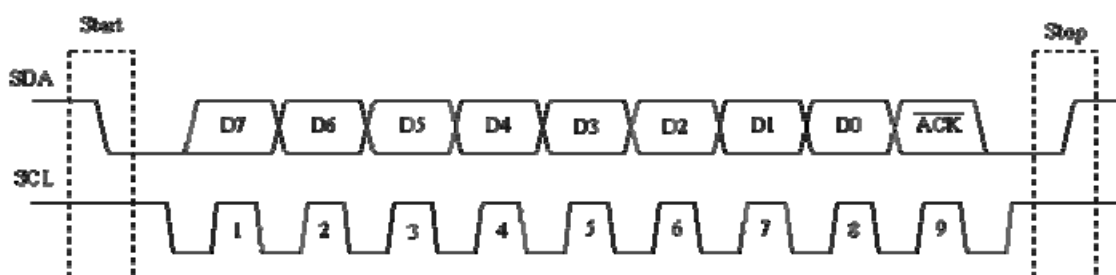 Start
Stop
SDA
D7 D6 D5 D4 D3 D2 D1 D0 ACK
SCL
1 2 3 4 5 6 7 8 9